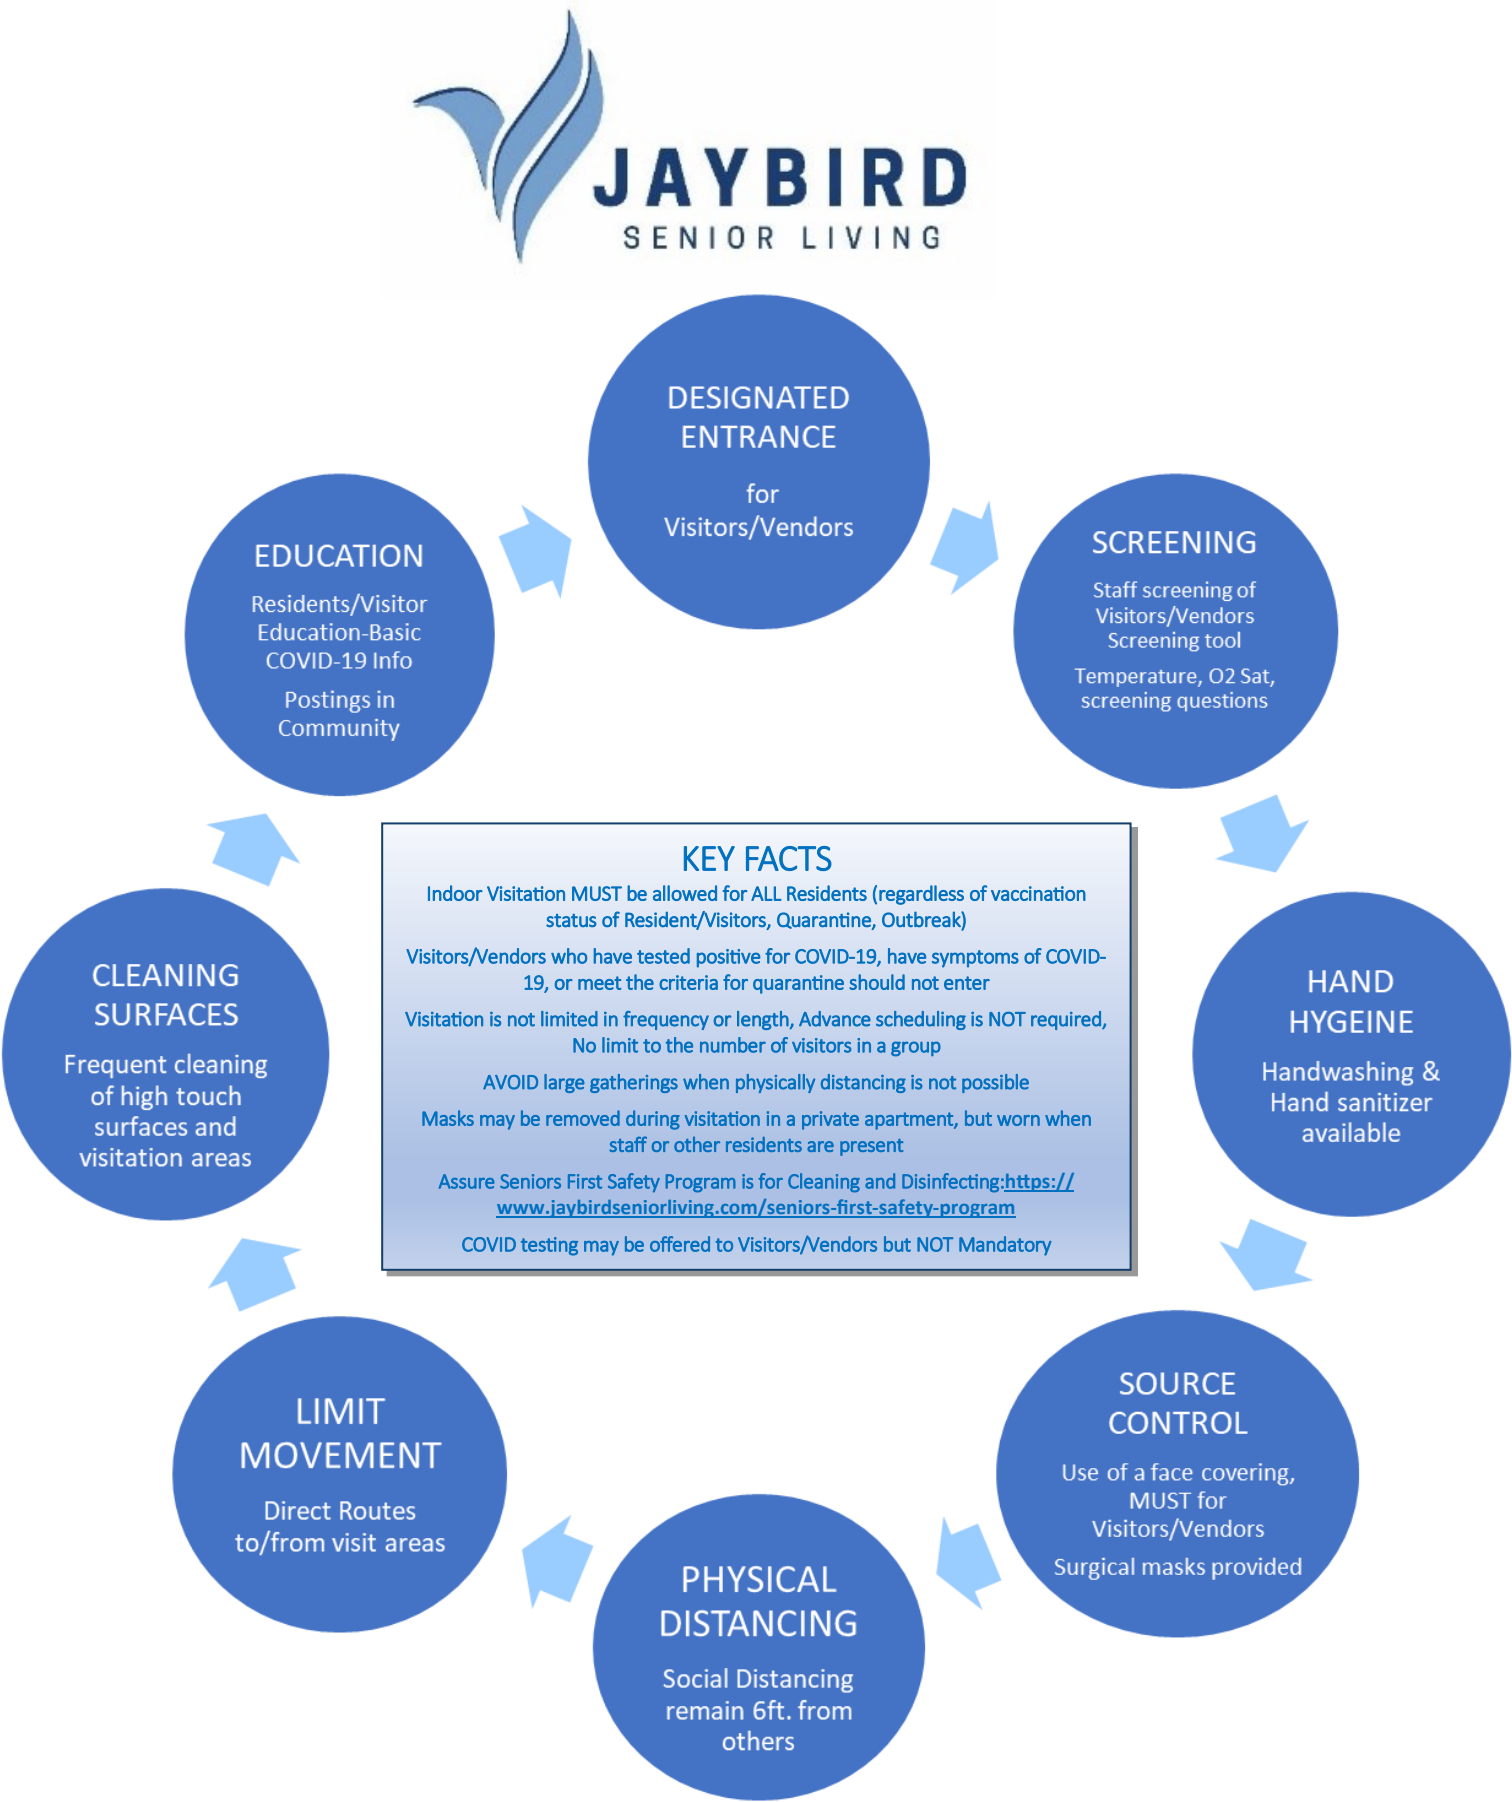 JAYBIRD
SENIOR LIVING
DESIGNATED
ENTRANCE
for
Visitors/Vendors
SCREENING
Staff screening of
Visitors/Vendors
Screening tool
Temperature, O2 Sat,
screening questions
HAND
HYGEINE
Handwashing &
Hand sanitizer
available
SOURCE
CONTROL
Use of a face covering,
MUST for
Visitors/Vendors
Surgical masks provided
PHYSICAL
DISTANCING
Social Distancing
remain 6ft. from
others
LIMIT
MOVEMENT
Direct Routes
to/from visit areas
CLEANING
SURFACES
Frequent cleaning
of high touch
surfaces and
visitation areas
EDUCATION
Residents/Visitor
Education-Basic
COVID-19 Info
Postings in
Community
KEY FACTS
Indoor Visitation MUST be allowed for ALL Residents (regardless of vaccination
status of Resident/Visitors, Quarantine, Outbreak)
Visitors/Vendors who have tested positive for COVID-19, have symptoms of COVID-
19, or meet the criteria for quarantine should not enter
Visitation is not limited in frequency or length, Advance scheduling is NOT required,
No limit to the number of visitors in a group
AVOID large gatherings when physically distancing is not possible
Masks may be removed during visitation in a private apartment, but worn when
staff or other residents are present
Assure Seniors First Safety Program is for Cleaning and Disinfecting:https://
www.jaybirdseniorliving.com/seniors-first-safety-program
COVID testing may be offered to Visitors/Vendors but NOT Mandatory